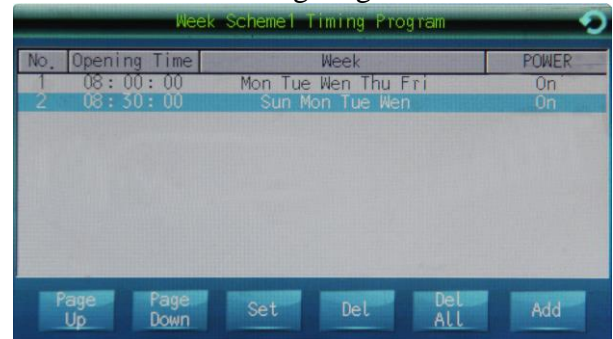 Week Scheme1 Timing Program
No. Opening Time Week POWER
1 08:00:00 Mon Tue Wen Thu Fri On
2 08:30:00 Sun Mon Tue Wen On
Page Up Page Down Set Del Del All Add